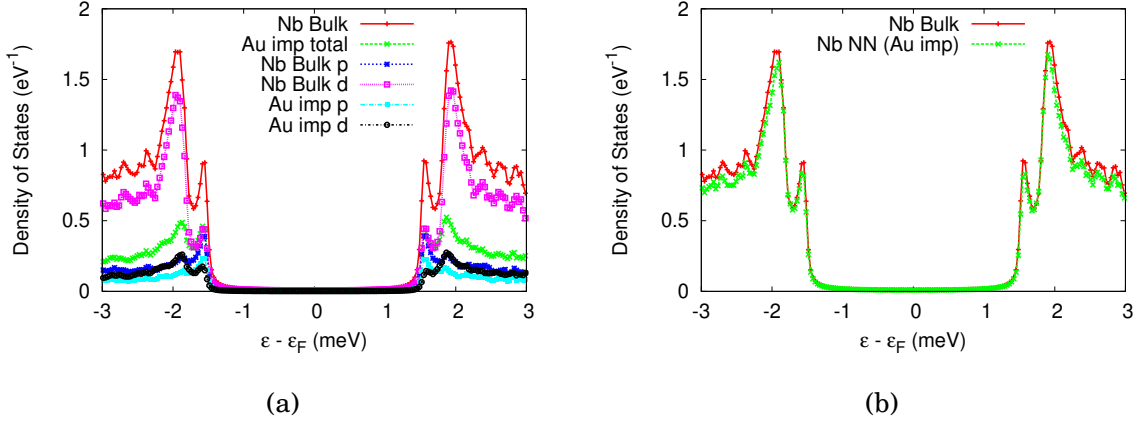 Density of States (eV⁻¹)
2
1.5
1
0.5
0
Nb Bulk
Au imp total
Nb Bulk p
Nb Bulk d
Au imp p
Au imp d
-3 -2 -1 0 1 2 3
ε - ε_F (meV)
(a)
Density of States (eV⁻¹)
2
1.5
1
0.5
0
Nb Bulk
Nb NN (Au imp)
-3 -2 -1 0 1 2 3
ε - ε_F (meV)
(b)